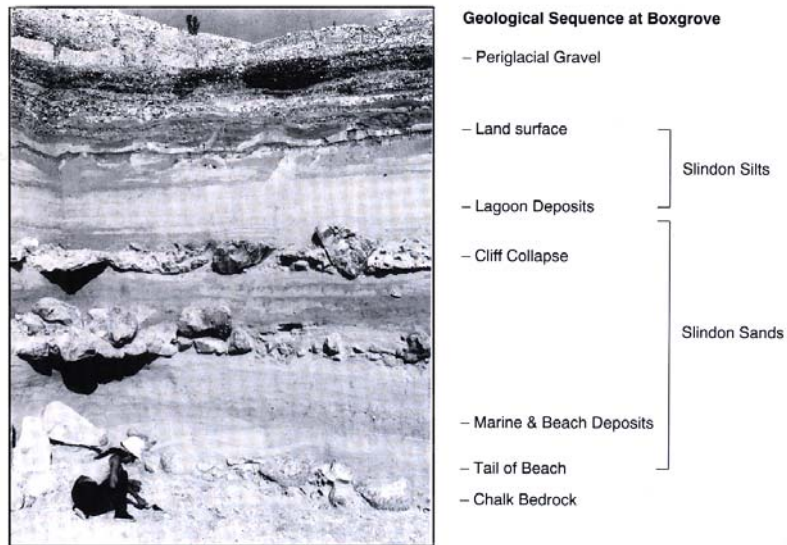 Geological Sequence at Boxgrove
– Periglacial Gravel
– Land surface
Slindon Silts
– Lagoon Deposits
– Cliff Collapse
Slindon Sands
– Marine & Beach Deposits
– Tail of Beach
– Chalk Bedrock